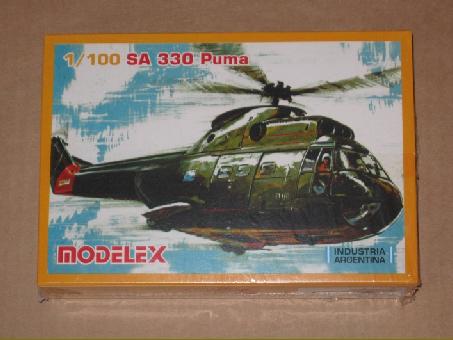 1/100 SA 330 Puma
MODELEX
INDUSTRIA
ARGENTINA